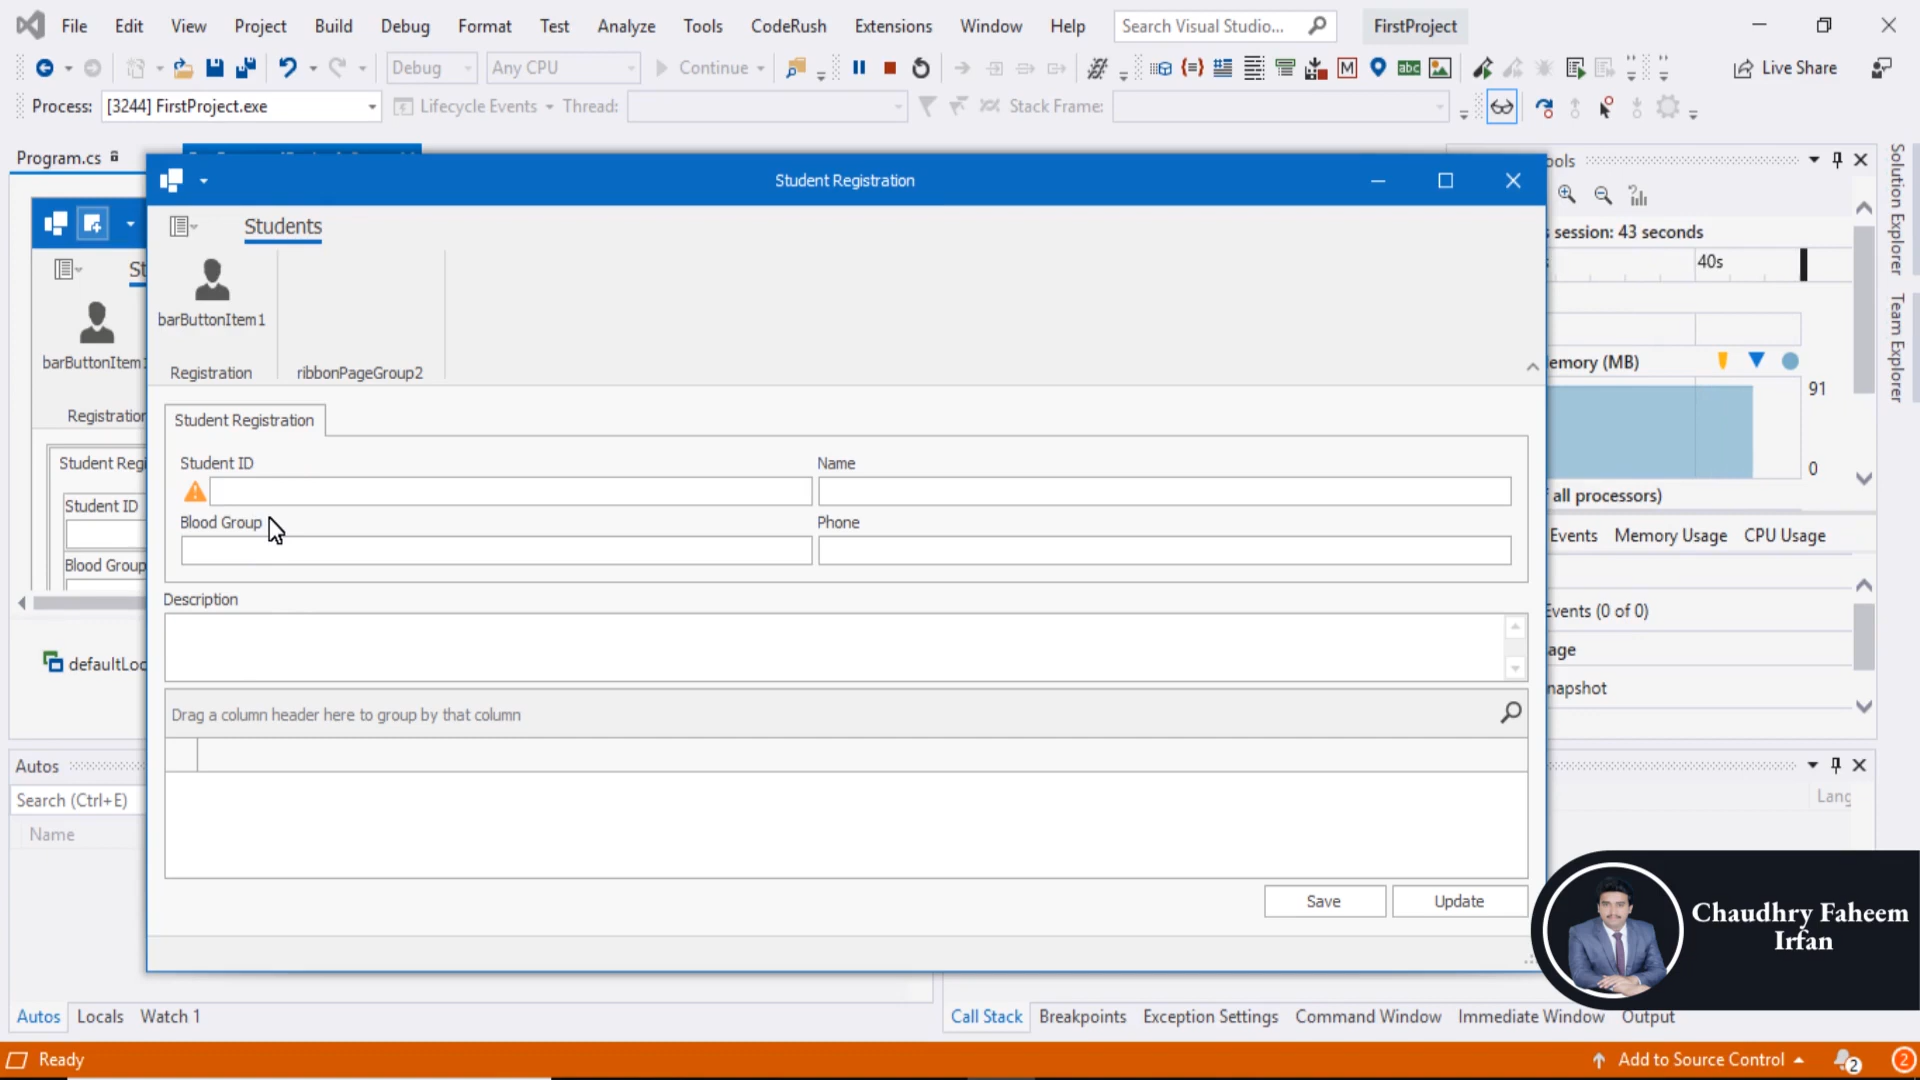 File Edit View Project Build Debug Format Test Analyze Tools CodeRush Extensions Window Help Search Visual Studio... FirstProject
Debug Any CPU Continue Live Share
Process: [3244] FirstProject.exe Lifecycle Events Thread: Stack Frame:
Program.cs
Student Registration
Students
barButtonItem1
Registration ribbonPageGroup2
Student Registration
Student ID Name
Blood Group Phone
Description
Drag a column header here to group by that column
Save Update
barButtonItem
Registration
Student Regi
Student ID
Blood Group
defaultLoo
ools
session: 43 seconds
40s
emory (MB)
91
0
all processors)
Events Memory Usage CPU Usage
Events (0 of 0)
age
napshot
Solution Explorer
Team Explorer
Autos
Search (Ctrl+E)
Name
Lang
Chaudhry Faheem
Irfan
Autos Locals Watch 1
Call Stack Breakpoints Exception Settings Command Window Immediate Window Output
Ready Add to Source Control 2 2